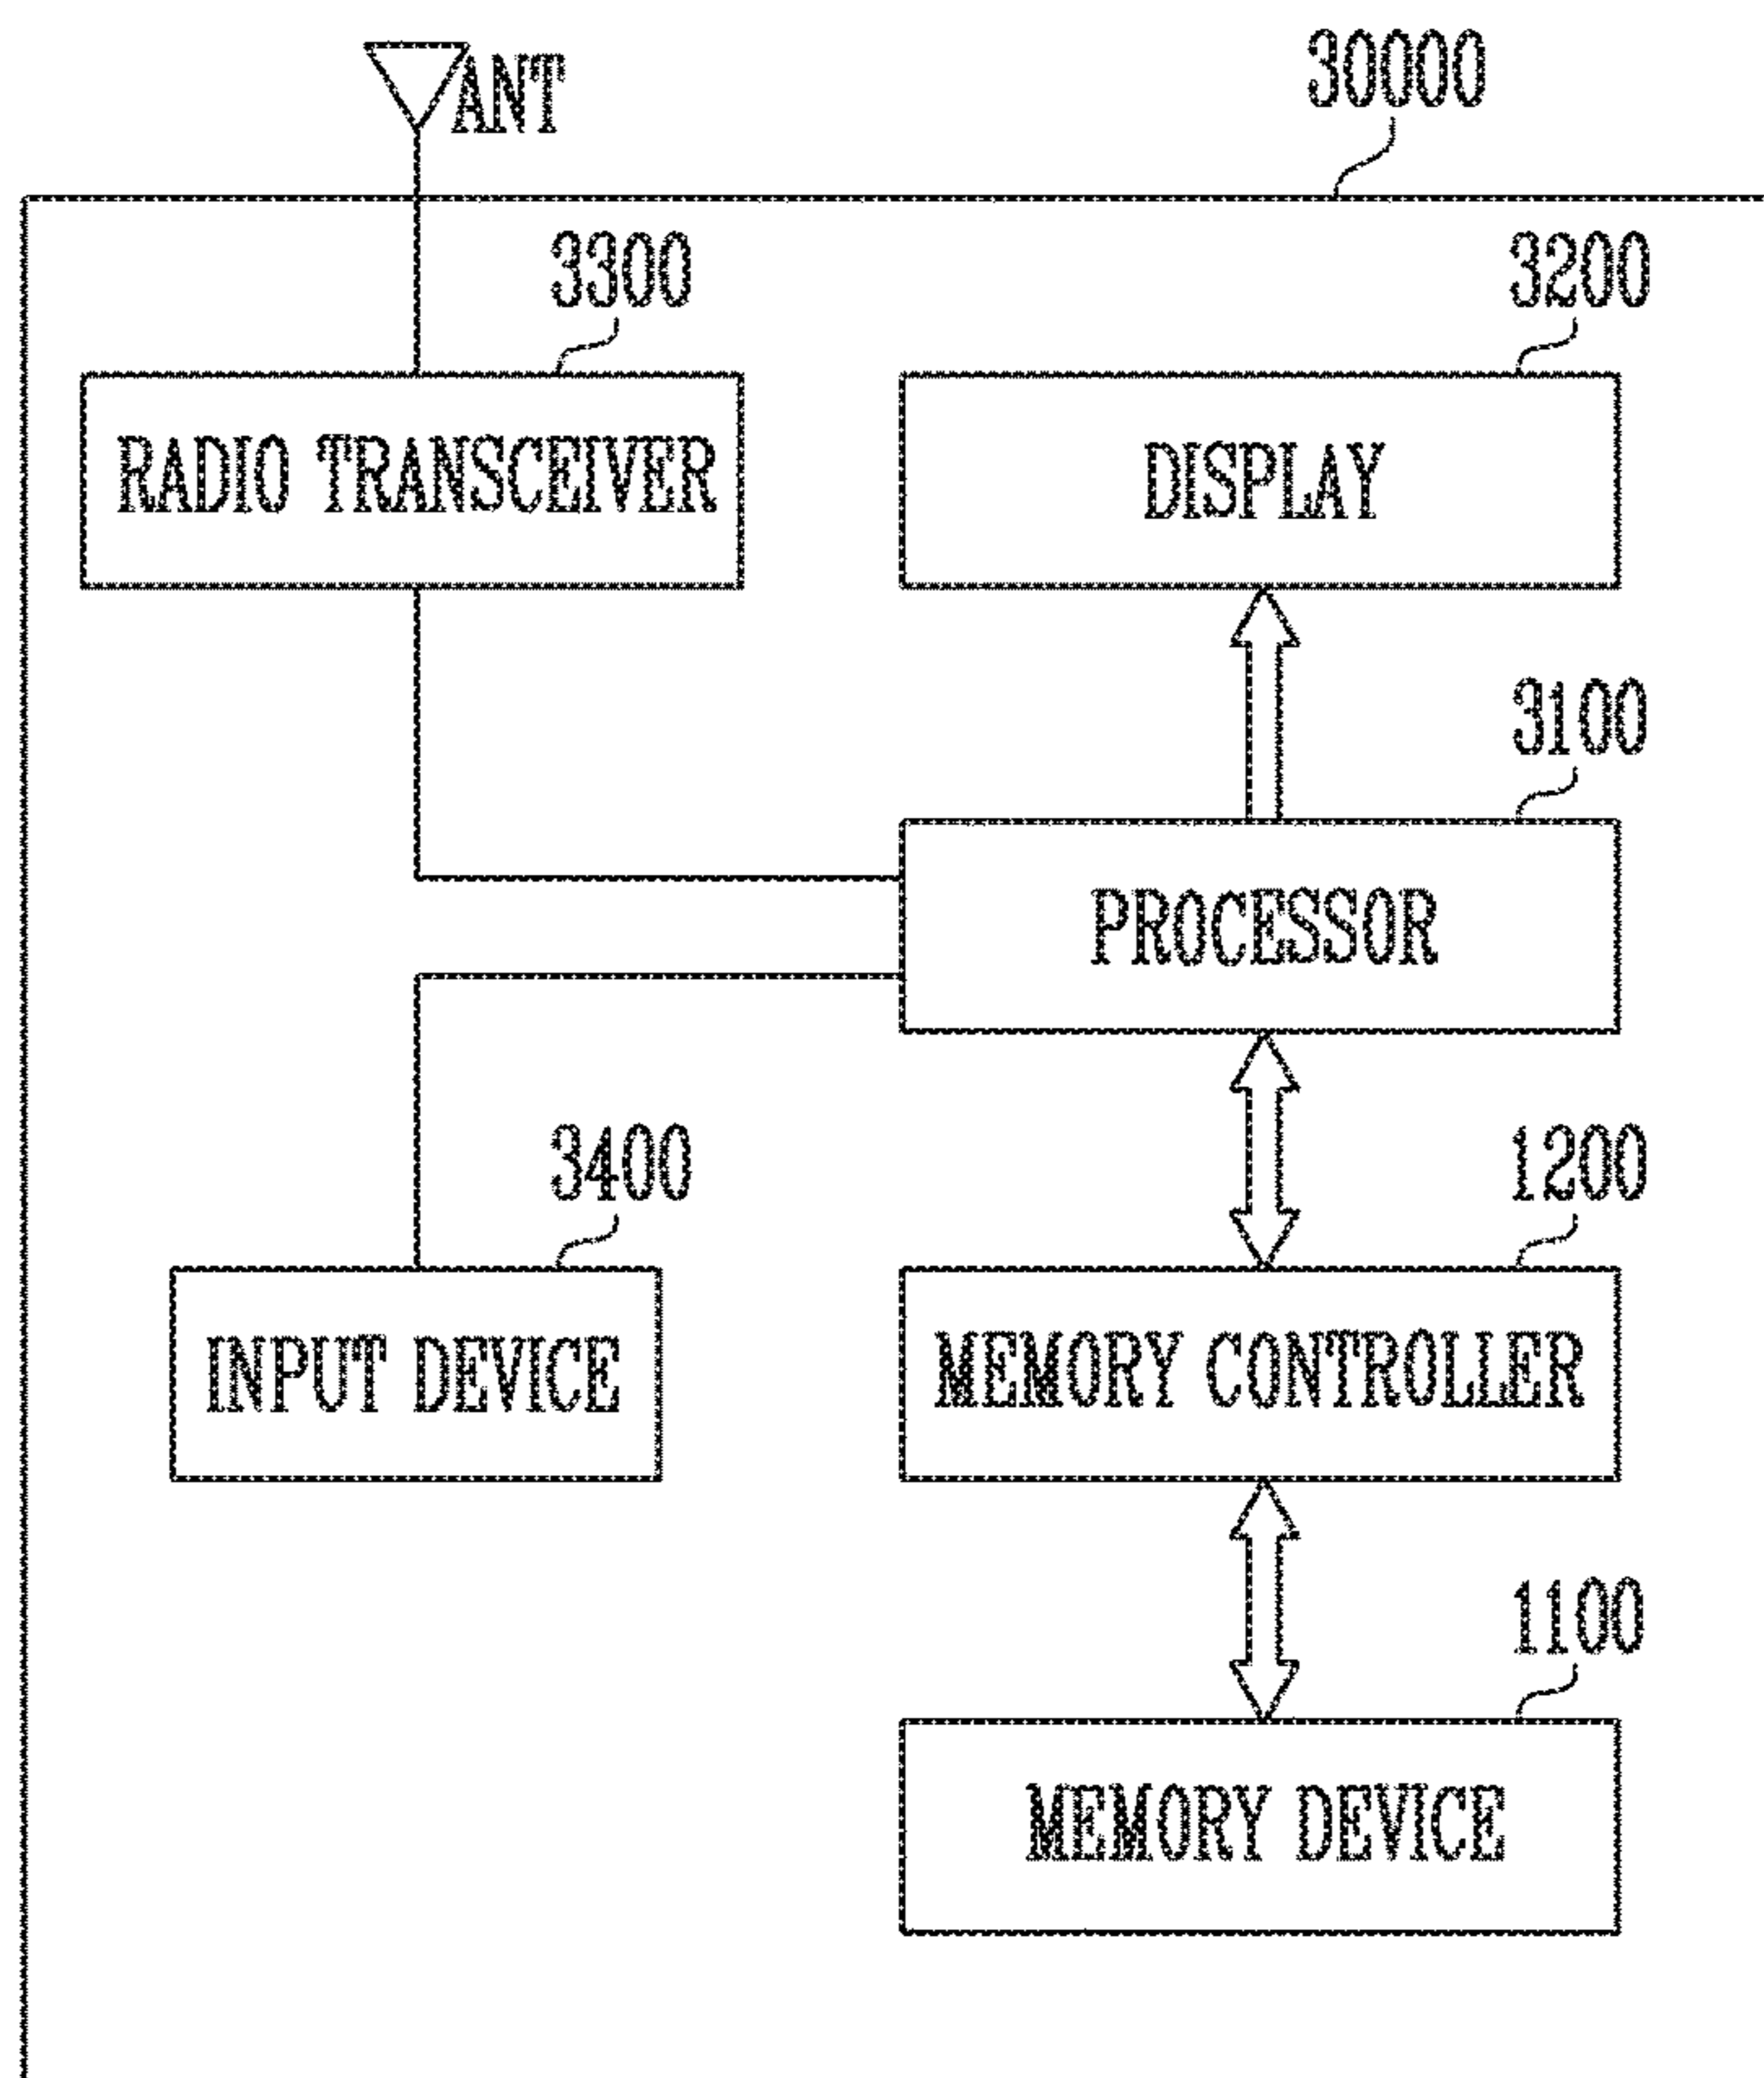 30000
ANT
3300
3200
RADIO TRANSCEIVER
DISPLAY
3100
PROCESSOR
3400
1200
INPUT DEVICE
MEMORY CONTROLLER
1100
MEMORY DEVICE